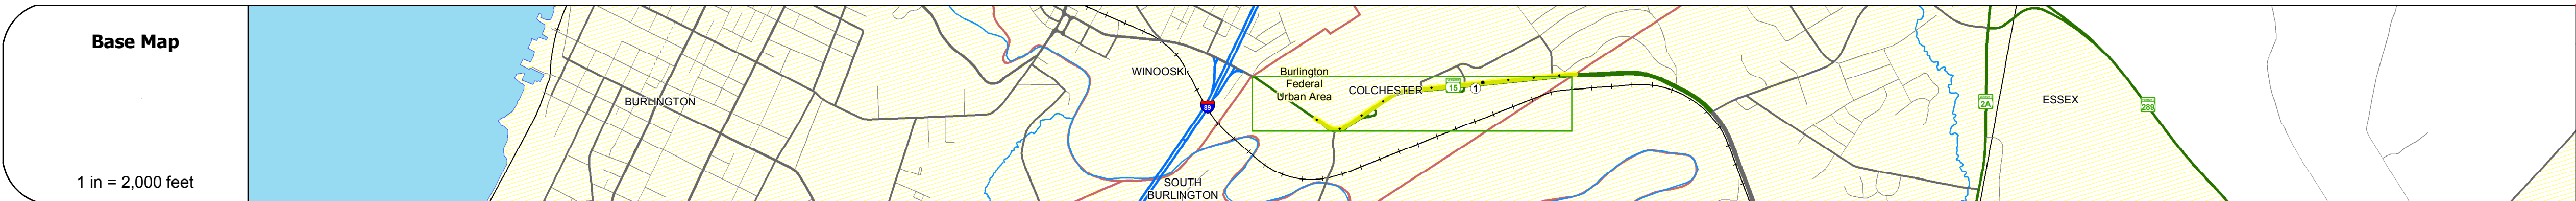 Base Map
1 in = 2,000 feet
BURLINGTON
WINOOSKI
89
SOUTH
BURLINGTON
Burlington
Federal
Urban Area
COLCHESTER
15
1
2A
ESSEX
289